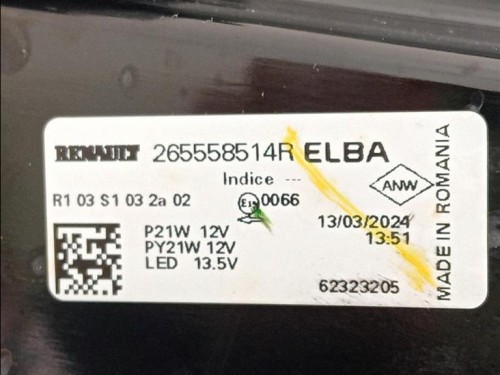 RENAULT 265558514R ELBA
Indice ---
R1 03 S1 03 2a 02
0066
ANW
P21W 12V
PY21W 12V
LED 13.5V
13/03/2024
13:51
62323205
MADE IN ROMANIA